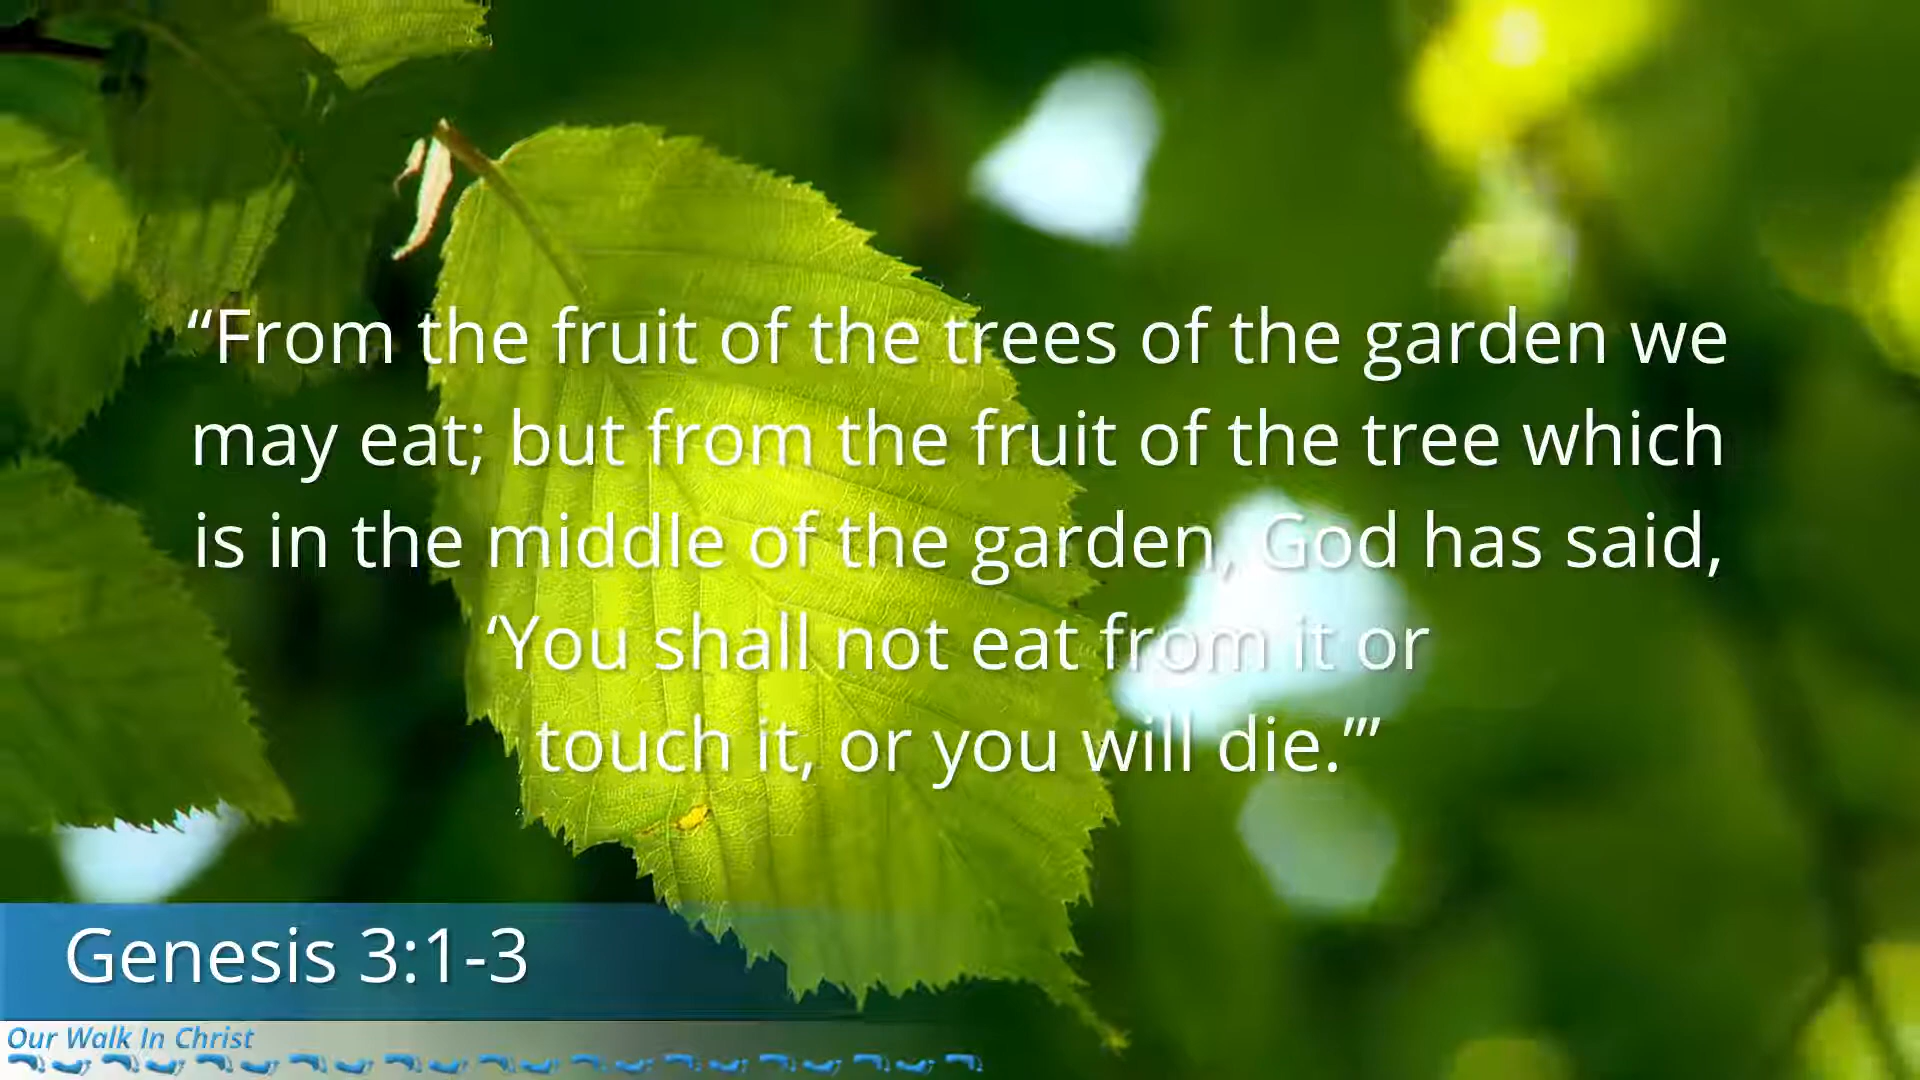 “From the fruit of the trees of the garden we
may eat; but from the fruit of the tree which
is in the middle of the garden, God has said,
‘You shall not eat from it or
touch it, or you will die.’”
Genesis 3:1-3
Our Walk In Christ